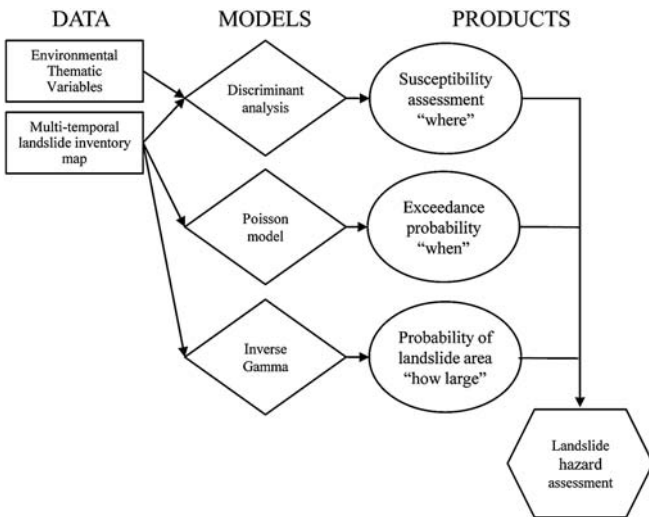 DATA
MODELS
PRODUCTS
Environmental
Thematic
Variables
Multi-temporal
landslide inventory
map
Discriminant
analysis
Susceptibility
assessment
“where”
Poisson
model
Exceedance
probability
“when”
Inverse
Gamma
Probability of
landslide area
“how large”
Landslide
hazard
assessment